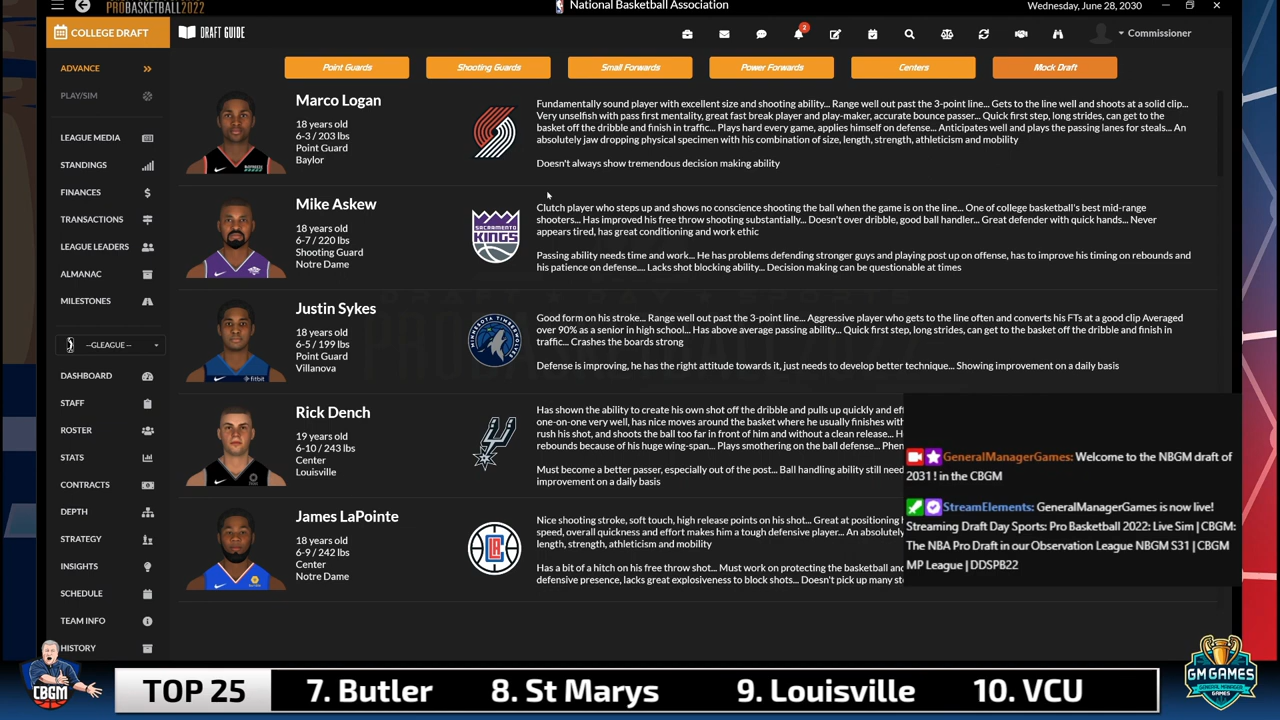 PROBASKETBALL2022
National Basketball Association
Wednesday, June 28, 2030
COLLEGE DRAFT
DRAFT GUIDE
2
Commissioner
ADVANCE
PLAY/SIM
LEAGUE MEDIA
STANDINGS
FINANCES
TRANSACTIONS
LEAGUE LEADERS
ALMANAC
MILESTONES
--GLEAGUE --
DASHBOARD
STAFF
ROSTER
STATS
CONTRACTS
DEPTH
STRATEGY
INSIGHTS
SCHEDULE
TEAM INFO
HISTORY
Point Guards
Shooting Guards
Small Forwards
Power Forwards
Centers
Mock Draft
Marco Logan
18 years old
6-3 / 203 lbs
Point Guard
Baylor
Fundamentally sound player with excellent size and shooting ability... Range well out past the 3-point line... Gets to the line well and shoots at a solid clip...
Very unselfish with pass first mentality, great fast break player and play-maker, accurate bounce passer... Quick first step, long strides, can get to the
basket off the dribble and finish in traffic... Plays hard every game, applies himself on defense... Anticipates well and plays the passing lanes for steals... An
absolutely jaw dropping physical specimen with his combination of size, length, strength, athleticism and mobility
Doesn't always show tremendous decision making ability
Mike Askew
18 years old
6-7 / 220 lbs
Shooting Guard
Notre Dame
SACRAMENTO
KINGS
Clutch player who steps up and shows no conscience shooting the ball when the game is on the line... One of college basketball's best mid-range
shooters... Has improved his free throw shooting substantially... Doesn't over dribble, good ball handler... Great defender with quick hands... Never
appears tired, has great conditioning and work ethic
Passing ability needs time and work... He has problems defending stronger guys and playing post up on offense, has to improve his timing on rebounds and
his patience on defense.... Lacks shot blocking ability... Decision making can be questionable at times
Justin Sykes
18 years old
6-5 / 199 lbs
Point Guard
Villanova
fitbit
MINNESOTA TIMBERWOLVES
Good form on his stroke... Range well out past the 3-point line... Aggressive player who gets to the line often and converts his FTs at a good clip Averaged
over 90% as a senior in high school... Has above average passing ability... Quick first step, long strides, can get to the basket off the dribble and finish in
traffic... Crashes the boards strong
Defense is improving, he has the right attitude towards it, just needs to develop better technique... Showing improvement on a daily basis
Rick Dench
19 years old
6-10 / 243 lbs
Center
Louisville
Has shown the ability to create his own shot off the dribble and pulls up quickly and eff
one-on-one very well, has nice moves around the basket where he usually finishes with
rush his shot, and shoots the ball too far in front of him and without a clean release... H
rebounds because of his huge wing-span... Plays smothering on the ball defense... Phen
Must become a better passer, especially out of the post... Ball handling ability still need
improvement on a daily basis
James LaPointe
18 years old
6-9 / 242 lbs
Center
Notre Dame
Nice shooting stroke, soft touch, high release points on his shot... Great at positioning
speed, overall quickness and effort makes him a tough defensive player... An absolutely
length, strength, athleticism and mobility
Has a bit of a hitch on his free throw shot... Must work on protecting the basketball and
defensive presence, lacks great explosiveness to block shots... Doesn't pick up many ste
DRAFT DAY SPORTS
PROBASKETBALL2022
GeneralManagerGames: Welcome to the NBGM draft of
2031 ! in the CBGM
StreamElements: GeneralManagerGames is now live!
Streaming Draft Day Sports: Pro Basketball 2022: Live Sim | CBGM:
The NBA Pro Draft in our Observation League NBGM S31 | CBGM
MP League | DDSPB22
CBGM
TOP 25
7. Butler
8. St Marys
9. Louisville
10. VCU
GM GAMES
GENERAL MANAGER
GAMES